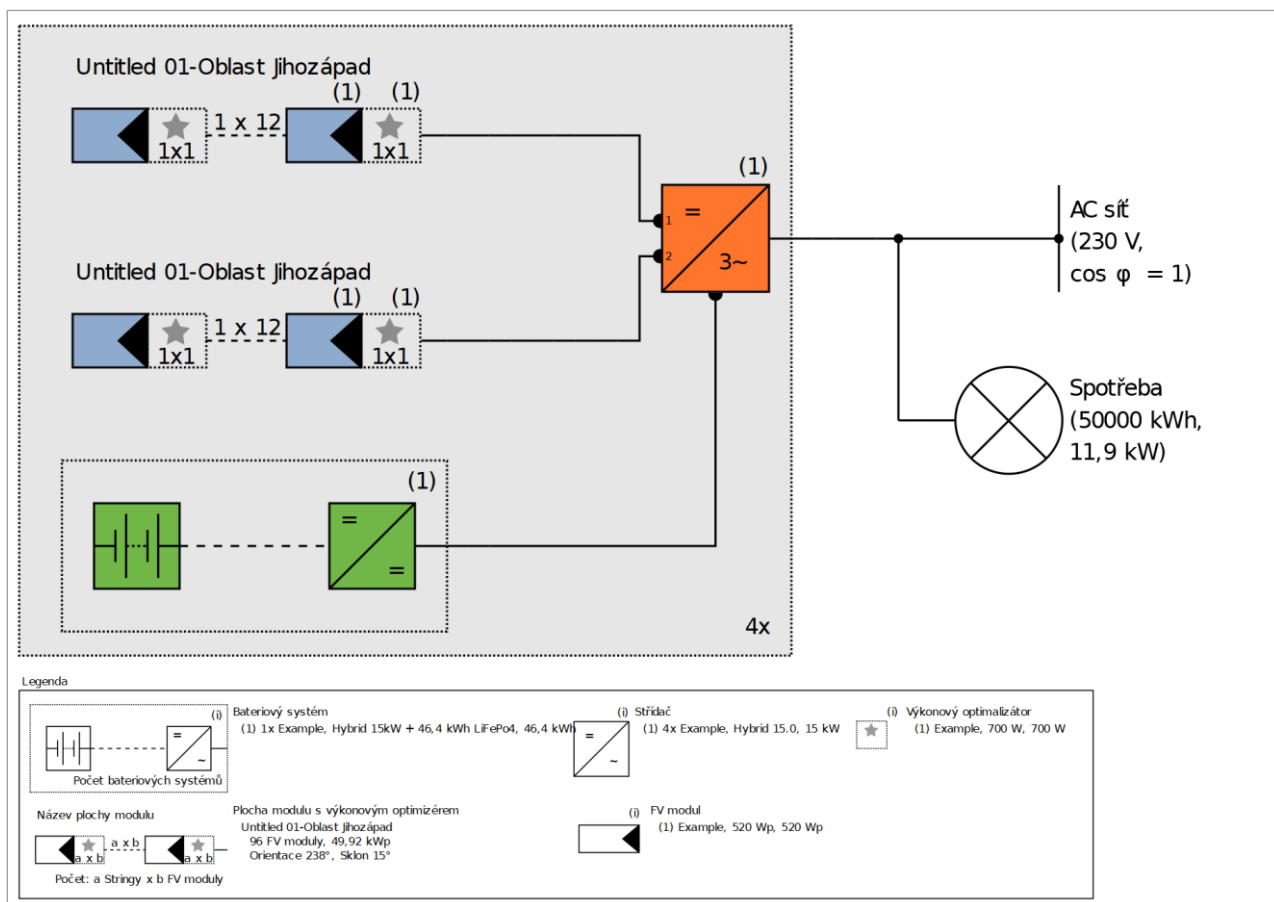 Untitled 01-Oblast Jihozápad
(1) (1)
1 x 12
1x1 1x1
(1)
=
3~
1
2
AC síť
(230 V,
cos φ = 1)
Untitled 01-Oblast Jihozápad
(1) (1)
1 x 12
1x1 1x1
Spotřeba
(50000 kWh,
11,9 kW)
(1)
=
=
4x
Legenda
(i)
=
~
Počet bateriových systémů
Bateriový systém
(1) 1x Example, Hybrid 15kW + 46,4 kWh LiFePo4, 46,4 kWh
=
~
(i) Střídač
(1) 4x Example, Hybrid 15.0, 15 kW
(i) Výkonový optimalizátor
(1) Example, 700 W, 700 W
Název plochy modulu
a x b
a x b a x b
Počet: a Stringy x b FV moduly
Plocha modulu s výkonovým optimizérem
Untitled 01-Oblast Jihozápad
96 FV moduly, 49,92 kWp
Orientace 238°, Sklon 15°
(i) FV modul
(1) Example, 520 Wp, 520 Wp